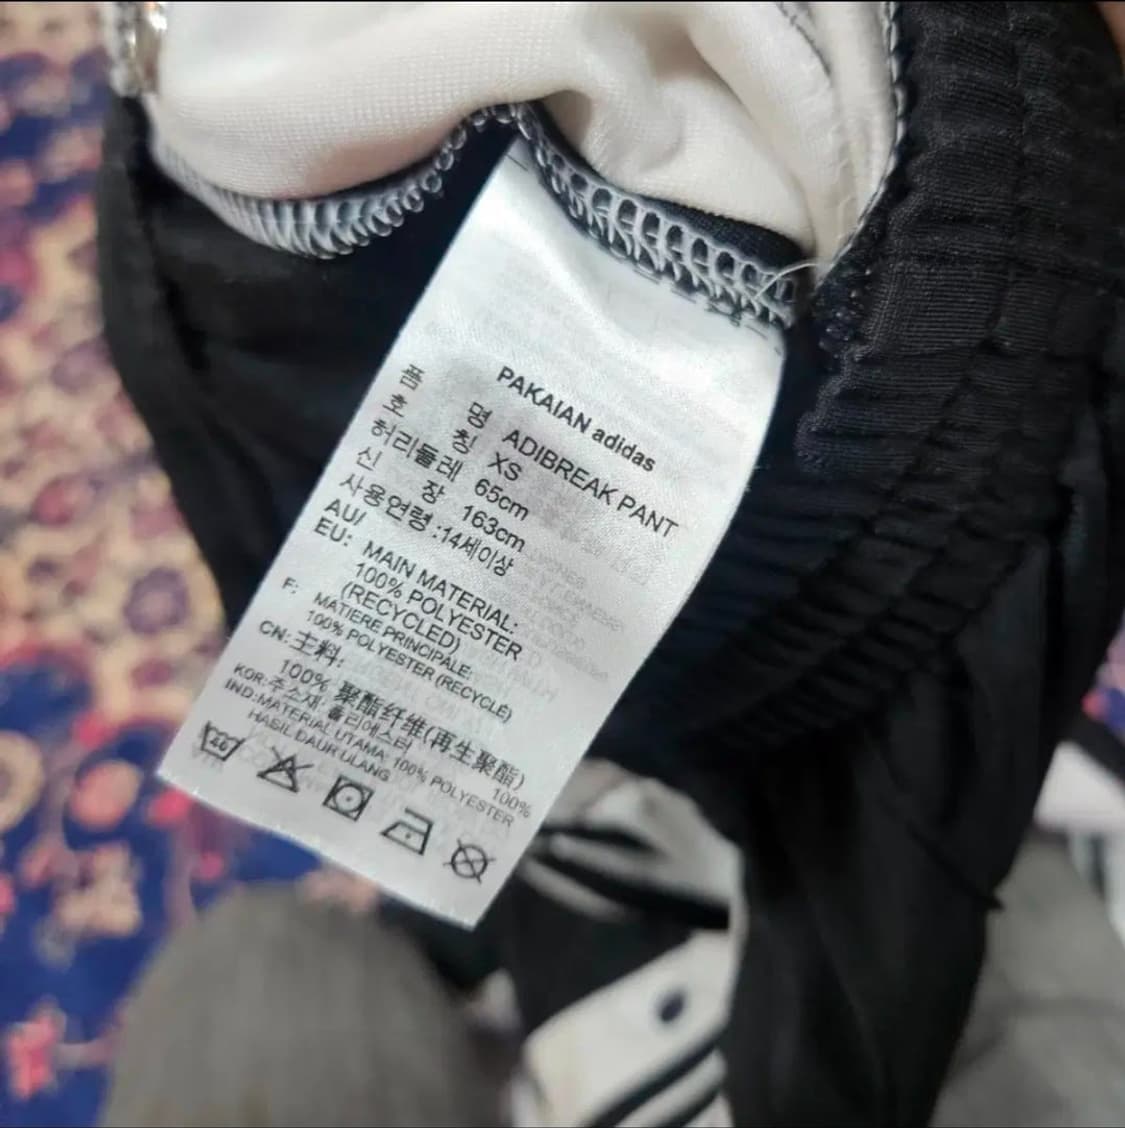 PAKAIAN adidas
품 명 ADIBREAK PANT
호 칭 XS
허리둘레 65cm
신 장 163cm
사용연령 :14세이상
AU/
EU: MAIN MATERIAL:
100% POLYESTER
(RECYCLED)
F: MATIERE PRINCIPALE:
100% POLYESTER (RECYCLÉ)
CN: 主料:
100% 聚酯纤维(再生聚酯)
KOR:주소재: 폴리에스터 100%
IND:MATERIAL UTAMA: 100% POLYESTER
HASIL DAUR ULANG
40